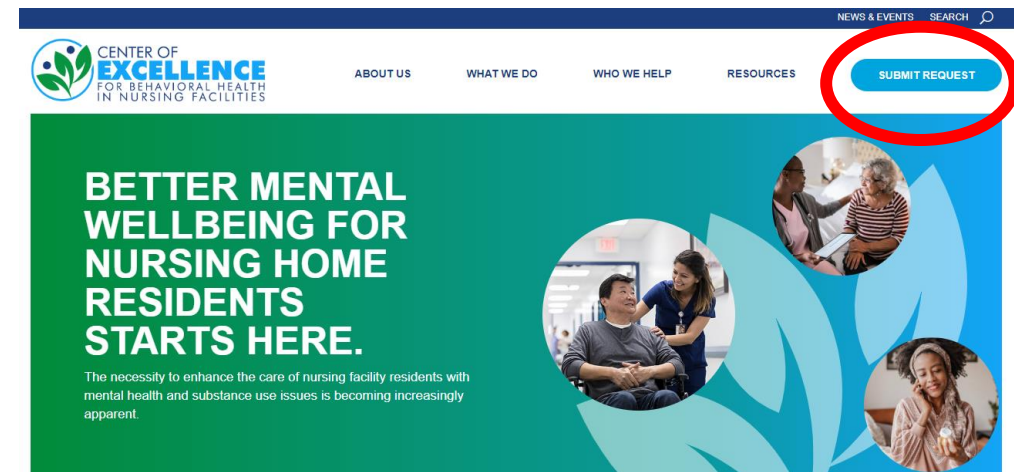 NEWS & EVENTS SEARCH
CENTER OF
EXCELLENCE
FOR BEHAVIORAL HEALTH
IN NURSING FACILITIES
ABOUT US WHAT WE DO WHO WE HELP RESOURCES SUBMIT REQUEST
BETTER MENTAL
WELLBEING FOR
NURSING HOME
RESIDENTS
STARTS HERE.
The necessity to enhance the care of nursing facility residents with
mental health and substance use issues is becoming increasingly
apparent.